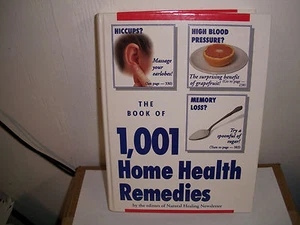 HICCUPS?
Massage
your
earlobes!
HIGH BLOOD
PRESSURE?
The surprising benefit
of grapefruit!
MEMORY
LOSS?
Try a
spoonful of
sugar!
THE
BOOK OF
1,001
Home Health
Remedies
by the editors of Natural Healing Newsletter